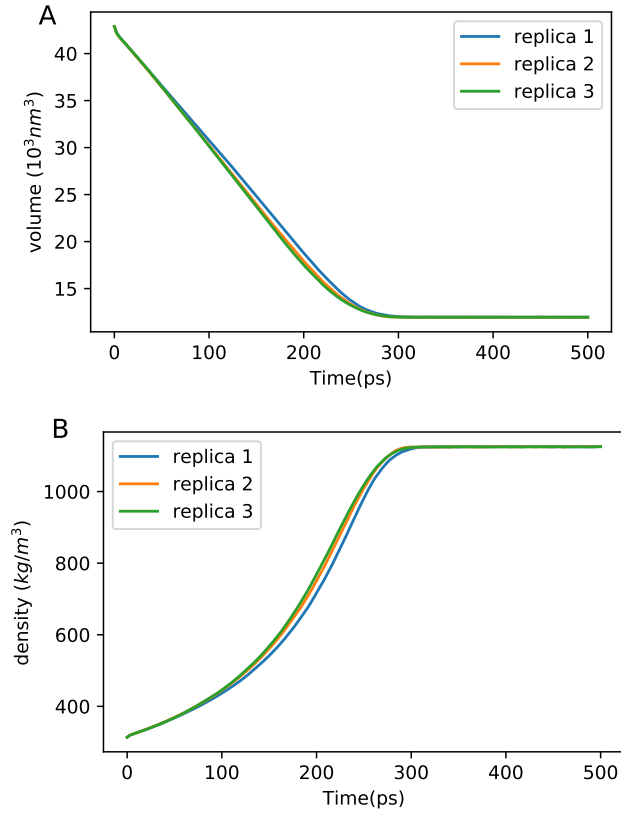 A
volume (10³nm³)
40
35
30
25
20
15
replica 1
replica 2
replica 3
0 100 200 300 400 500
Time(ps)
B
density (kg/m³)
1000
800
600
400
replica 1
replica 2
replica 3
0 100 200 300 400 500
Time(ps)